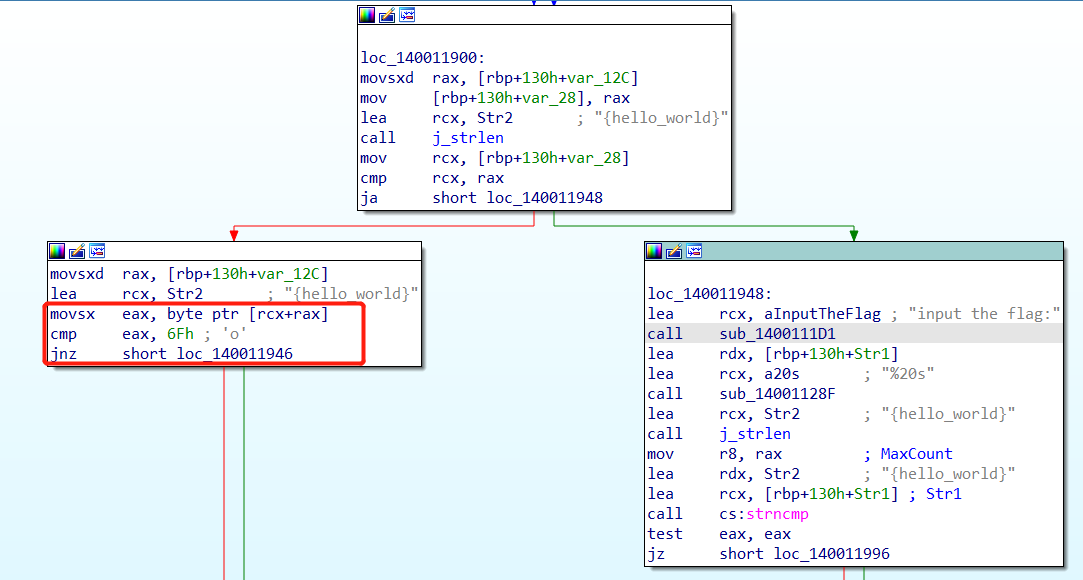 loc_140011900:
movsxd rax, [rbp+130h+var_12C]
mov [rbp+130h+var_28], rax
lea rcx, Str2 ; "{hello_world}"
call j_strlen
mov rcx, [rbp+130h+var_28]
cmp rcx, rax
ja short loc_140011948
movsxd rax, [rbp+130h+var_12C]
lea rcx, Str2 ; "{hello_world}"
movsx eax, byte ptr [rcx+rax]
cmp eax, 6Fh ; 'o'
jnz short loc_140011946
loc_140011948:
lea rcx, aInputTheFlag ; "input the flag:"
call sub_1400111D1
lea rdx, [rbp+130h+Str1]
lea rcx, a20s ; "%20s"
call sub_14001128F
lea rcx, Str2 ; "{hello_world}"
call j_strlen
mov r8, rax ; MaxCount
lea rdx, Str2 ; "{hello_world}"
lea rcx, [rbp+130h+Str1] ; Str1
call cs:strncmp
test eax, eax
jz short loc_140011996